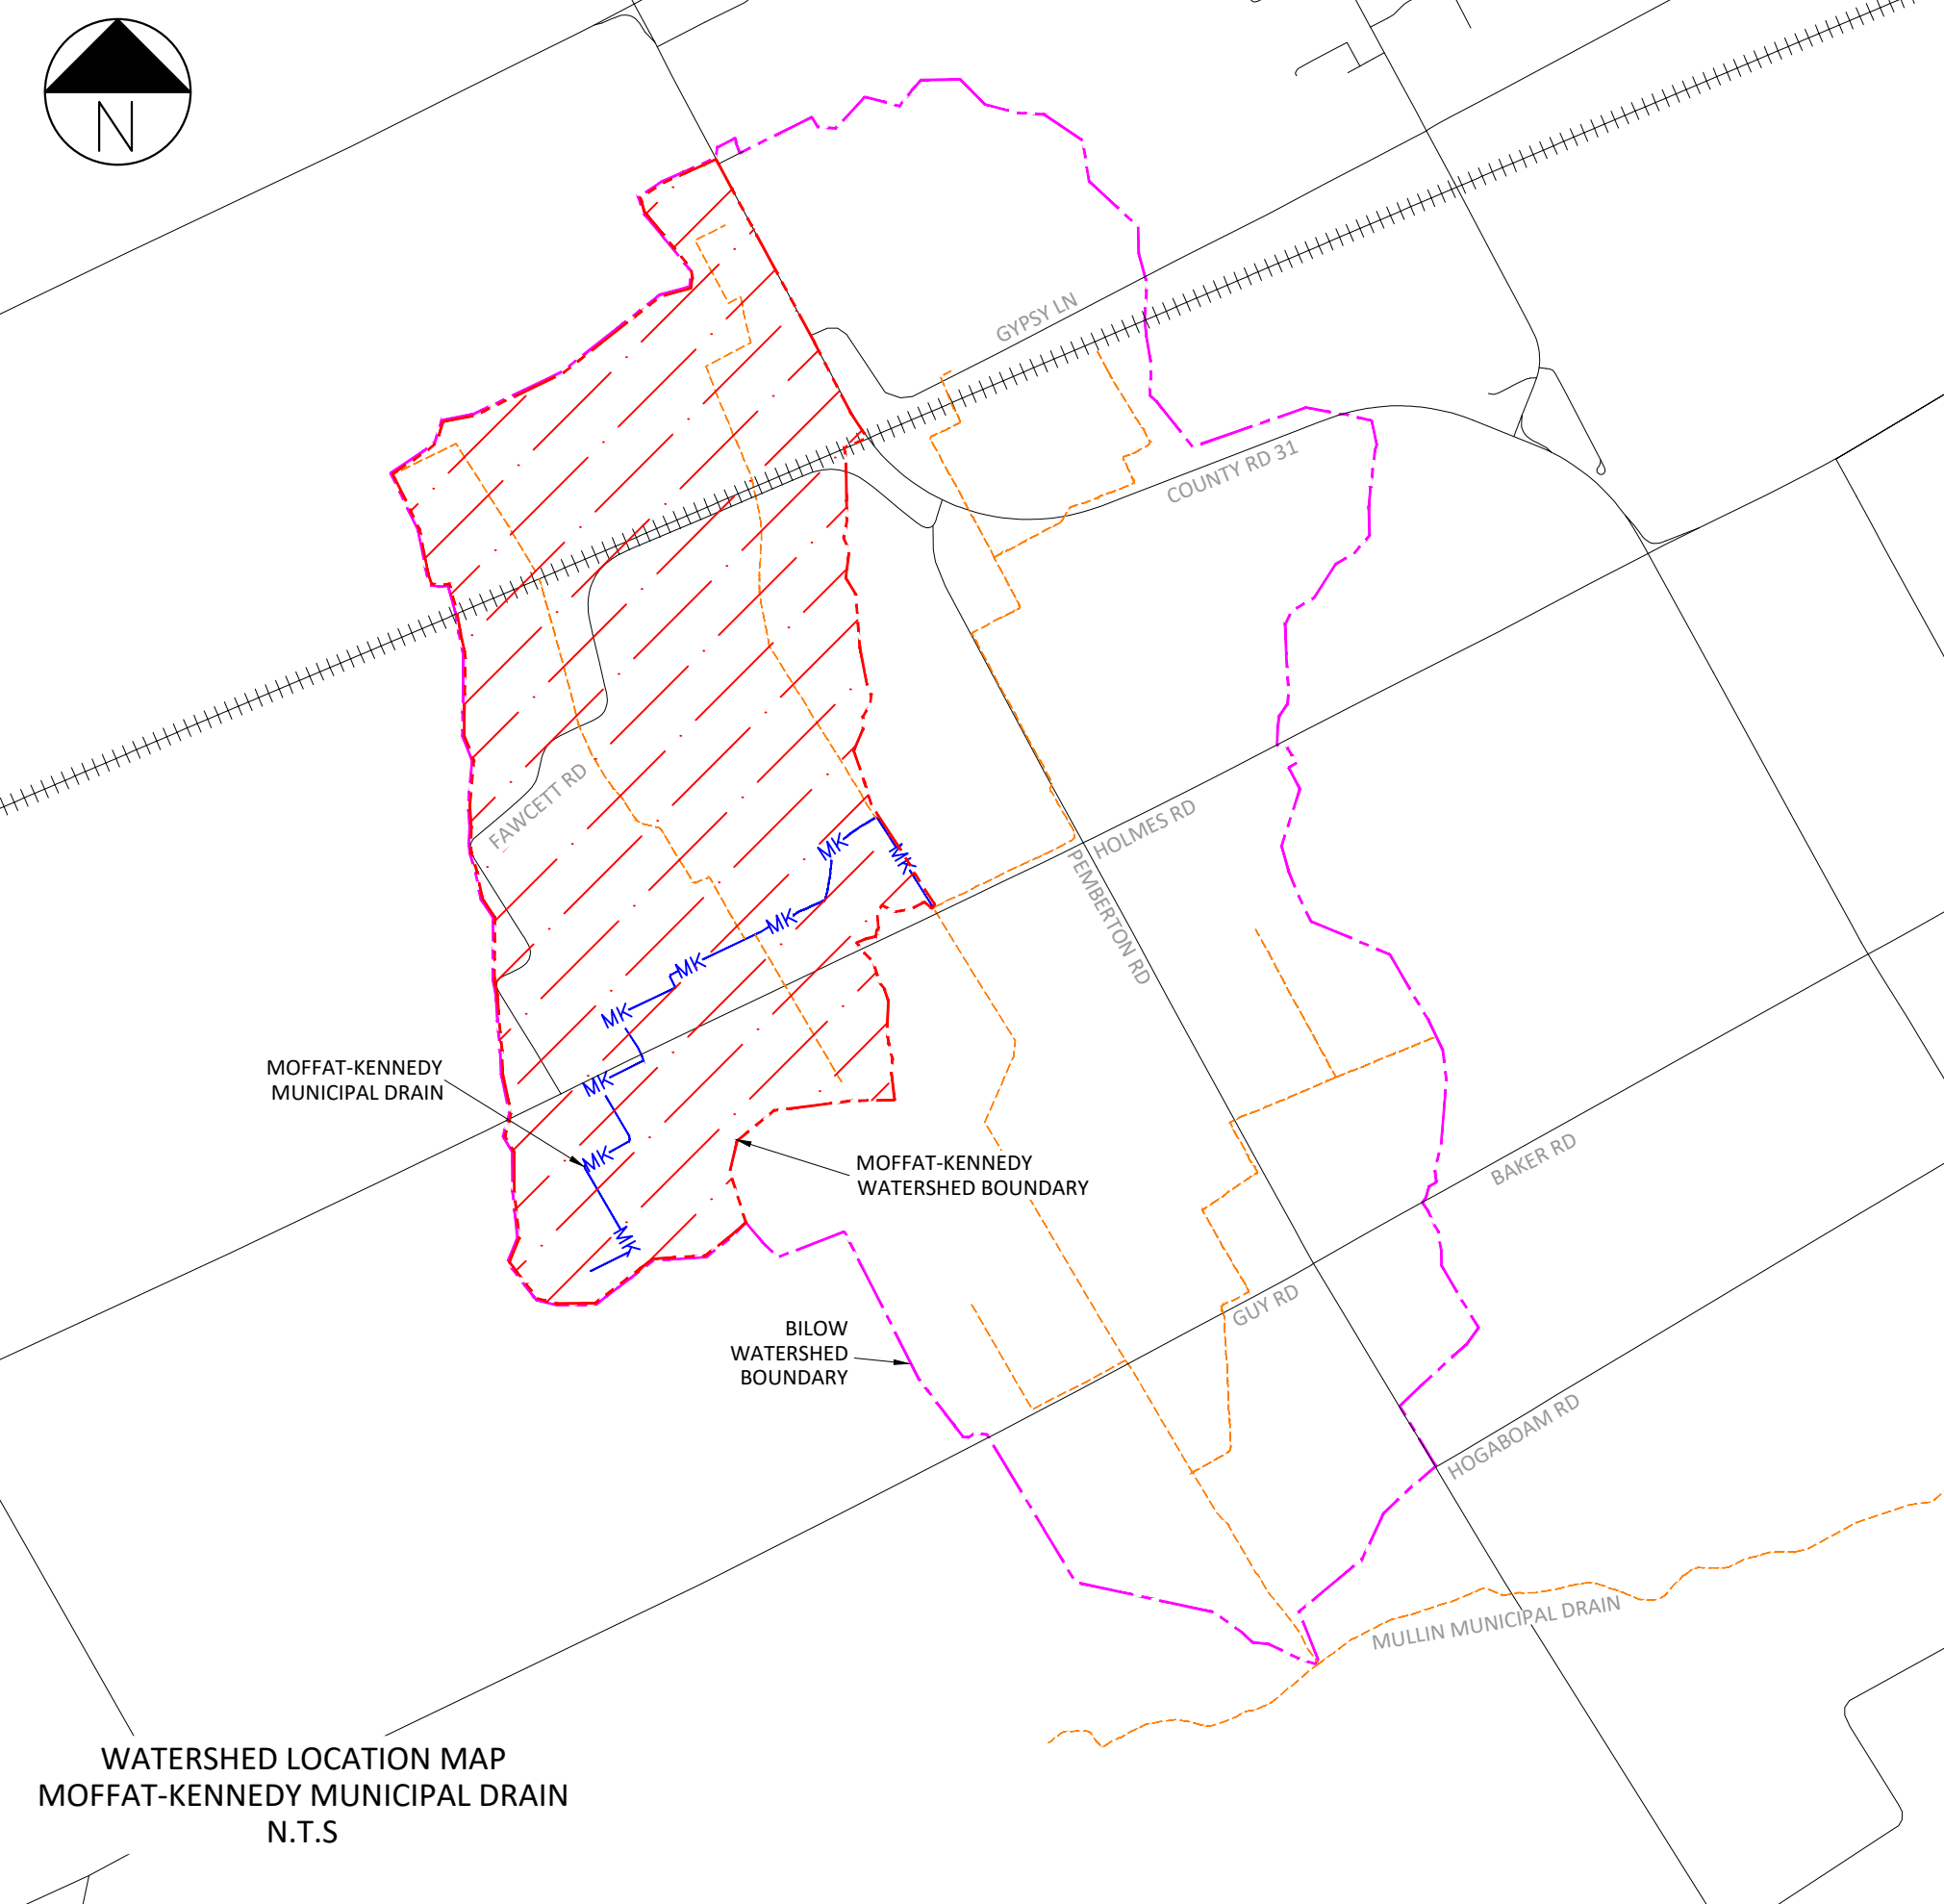 N
GYPSY LN
COUNTY RD 31
FAWCETT RD
HOLMES RD
PEMBERTON RD
MK
MK
MK
MK
MK
MK
MK
MK
MOFFAT-KENNEDY
MUNICIPAL DRAIN
MOFFAT-KENNEDY
WATERSHED BOUNDARY
BAKER RD
GUY RD
BILOW
WATERSHED
BOUNDARY
HOGABOAM RD
MULLIN MUNICIPAL DRAIN
WATERSHED LOCATION MAP
MOFFAT-KENNEDY MUNICIPAL DRAIN
N.T.S